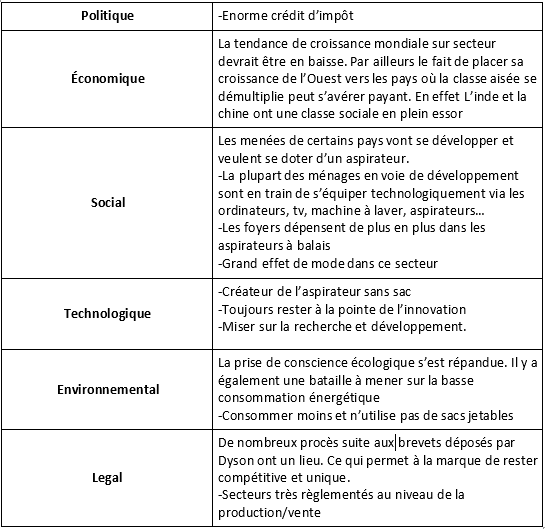 Politique
-Enorme crédit d’impôt
Économique
La tendance de croissance mondiale sur secteur
devrait être en baisse. Par ailleurs le fait de placer sa
croissance de l’Ouest vers les pays où la classe aisée se
démultiplie peut s’avérer payant. En effet L’inde et la
chine ont une classe sociale en plein essor
Social
Les menées de certains pays vont se développer et
veulent se doter d’un aspirateur.
-La plupart des ménages en voie de développement
sont en train de s’équiper technologiquement via les
ordinateurs, tv, machine à laver, aspirateurs…
-Les foyers dépensent de plus en plus dans les
aspirateurs à balais
-Grand effet de mode dans ce secteur
Technologique
-Créateur de l’aspirateur sans sac
-Toujours rester à la pointe de l’innovation
-Miser sur la recherche et développement.
Environnemental
La prise de conscience écologique s’est répandue. Il y a
également une bataille à mener sur la basse
consommation énergétique
-Consommer moins et n’utilise pas de sacs jetables
Legal
De nombreux procès suite aux brevets déposés par
Dyson ont un lieu. Ce qui permet à la marque de rester
compétitive et unique.
-Secteurs très règlementés au niveau de la
production/vente